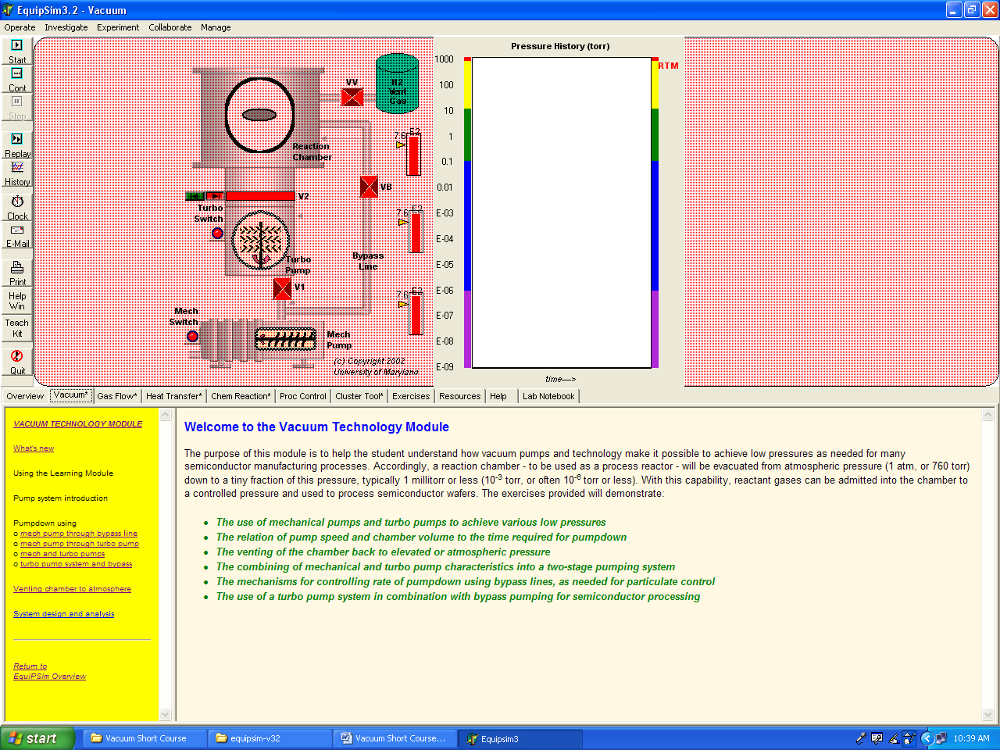 EquipSim3.2 - Vacuum
Operate Investigate Experiment Collaborate Manage
Start
Cont
Stop
Replay
History
Clock
E-Mail
Print
Help
Win
Teach
Kit
Quit
VV
N2
Vent
Gas
Reaction
Chamber
7.6 E2
VB
V2
Turbo
Switch
7.6 E2
Turbo
Pump
Bypass
Line
V1
7.6 E2
Mech
Switch
Mech
Pump
(c) Copyright 2002
University of Maryland
Pressure History (torr)
RTM
1000
100
10
1
0.1
0.01
E-03
E-04
E-05
E-06
E-07
E-08
E-09
time--->
Overview Vacuum* Gas Flow* Heat Transfer* Chem Reaction* Proc Control Cluster Tool* Exercises Resources Help Lab Notebook
VACUUM TECHNOLOGY MODULE
What's new
Using the Learning Module
Pump system introduction
Pumpdown using
o mech pump through bypass line
o mech pump through turbo pump
o mech and turbo pumps
o turbo pump system and bypass
Venting chamber to atmosphere
System design and analysis
Return to
EquiPSim Overview
Welcome to the Vacuum Technology Module
The purpose of this module is to help the student understand how vacuum pumps and technology make it possible to achieve low pressures as needed for many
semiconductor manufacturing processes. Accordingly, a reaction chamber - to be used as a process reactor - will be evacuated from atmospheric pressure (1 atm, or 760 torr)
down to a tiny fraction of this pressure, typically 1 millitorr or less (10-3 torr, or often 10-6 torr or less). With this capability, reactant gases can be admitted into the chamber to
a controlled pressure and used to process semiconductor wafers. The exercises provided will demonstrate:
• The use of mechanical pumps and turbo pumps to achieve various low pressures
• The relation of pump speed and chamber volume to the time required for pumpdown
• The venting of the chamber back to elevated or atmospheric pressure
• The combining of mechanical and turbo pump characteristics into a two-stage pumping system
• The mechanisms for controlling rate of pumpdown using bypass lines, as needed for particulate control
• The use of a turbo pump system in combination with bypass pumping for semiconductor processing
start Vacuum Short Course equipsim-v32 Vacuum Short Course... Equipsim3 10:39 AM